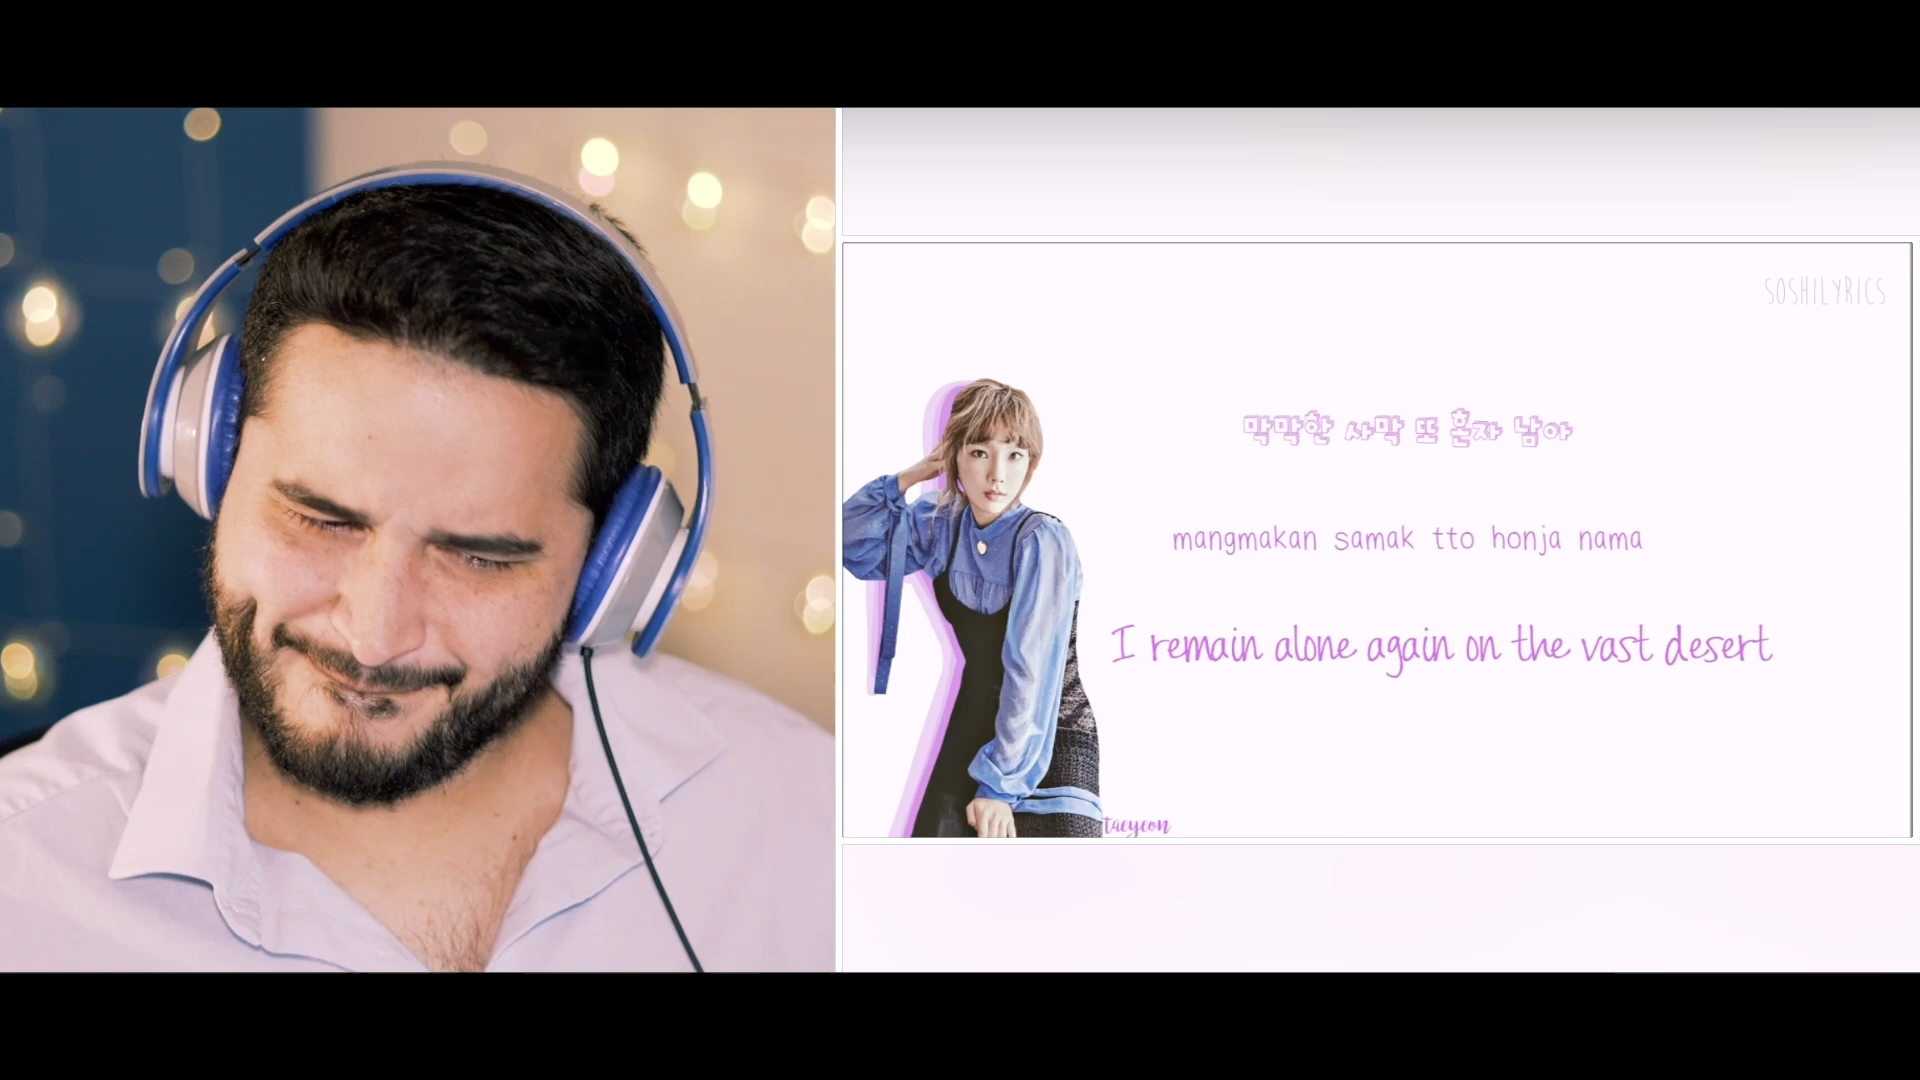 SOSHILYRICS
막막한 사막 또 혼자 남아
mangmakan samak tto honja nama
I remain alone again on the vast desert
taeyeon